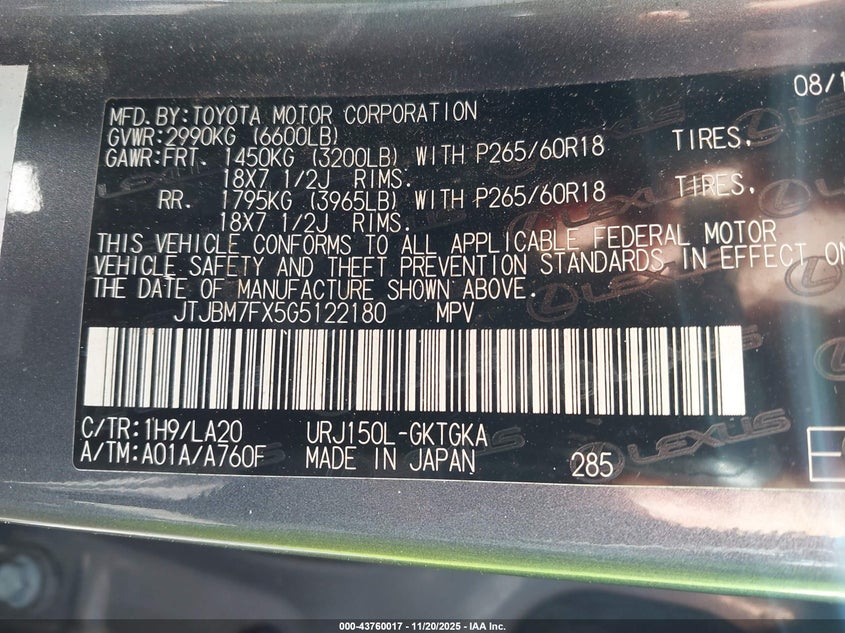 08/1
MFD.BY:TOYOTA MOTOR CORPORATION
GVWR:2990KG (6600LB)
GAWR:FRT. 1450KG (3200LB) WITH P265/60R18 TIRES,
18X7 1/2J RIMS.
RR. 1795KG (3965LB) WITH P265/60R18 TIRES,
18X7 1/2J RIMS.
THIS VEHICLE CONFORMS TO ALL APPLICABLE FEDERAL MOTOR
VEHICLE SAFETY AND THEFT PREVENTION STANDARDS IN EFFECT ON
THE DATE OF MANUFACTURE SHOWN ABOVE.
JTJBM7FX5G5122180 MPV
C/TR:1H9/LA20 URJ150L-GKTGKA
A/TM:A01A/A760F MADE IN JAPAN 285
LEXUS
000-43760017 - 11/20/2025 - IAA Inc.